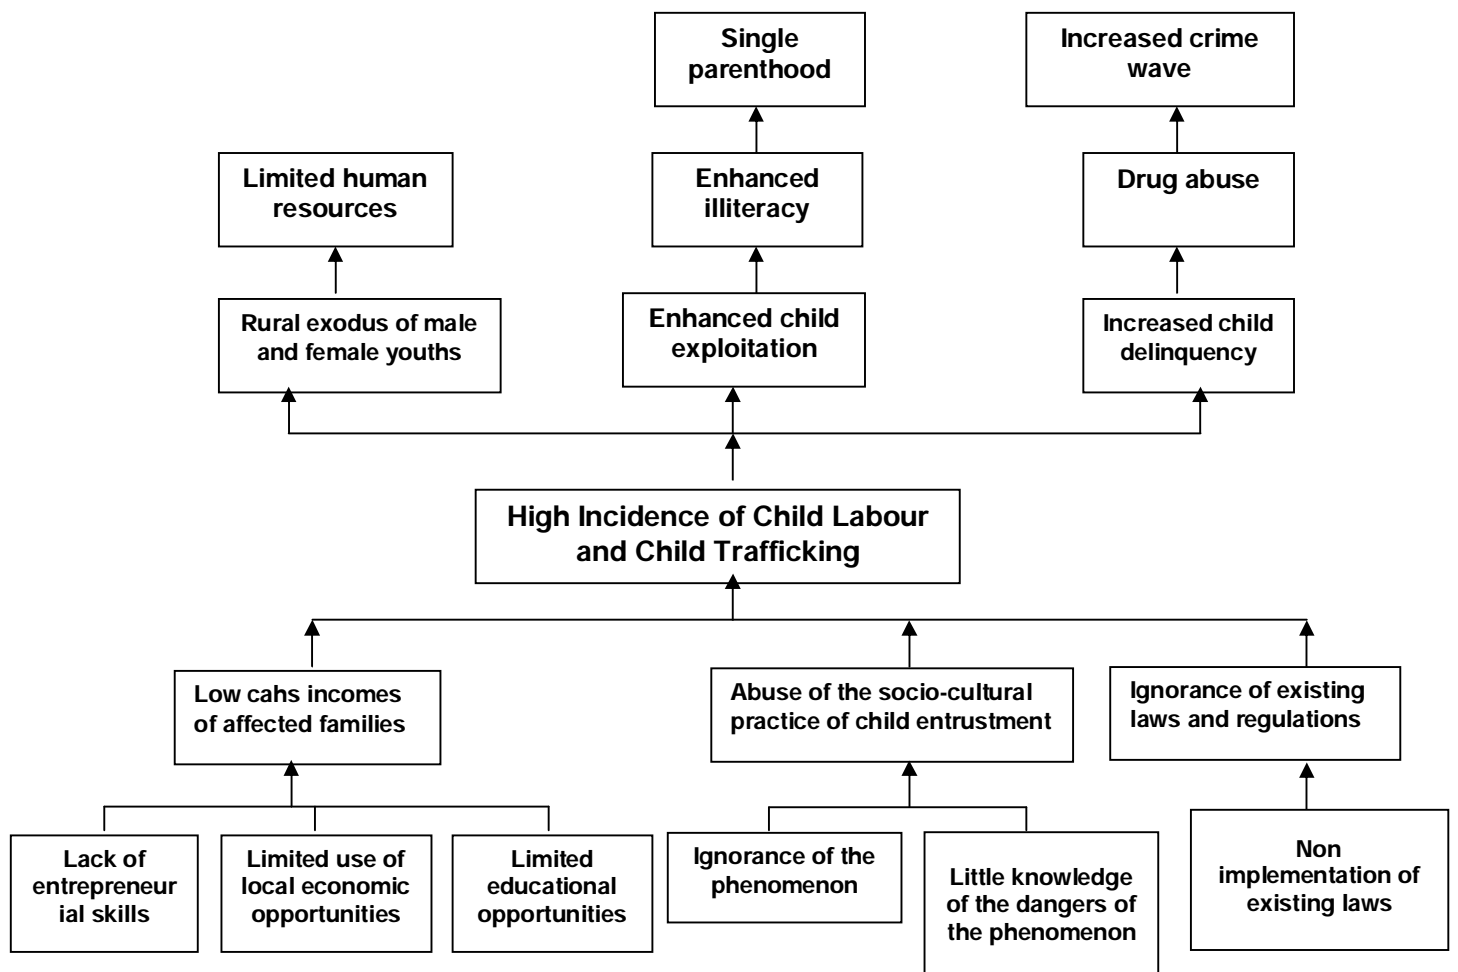 Single
parenthood
Increased crime
wave
Limited human
resources
Enhanced
illiteracy
Drug abuse
Rural exodus of male
and female youths
Enhanced child
exploitation
Increased child
delinquency
High Incidence of Child Labour
and Child Trafficking
Low cahs incomes
of affected families
Abuse of the socio-cultural
practice of child entrustment
Ignorance of existing
laws and regulations
Lack of
entrepreneur
ial skills
Limited use of
local economic
opportunities
Limited
educational
opportunities
Ignorance of the
phenomenon
Little knowledge
of the dangers of
the phenomenon
Non
implementation of
existing laws